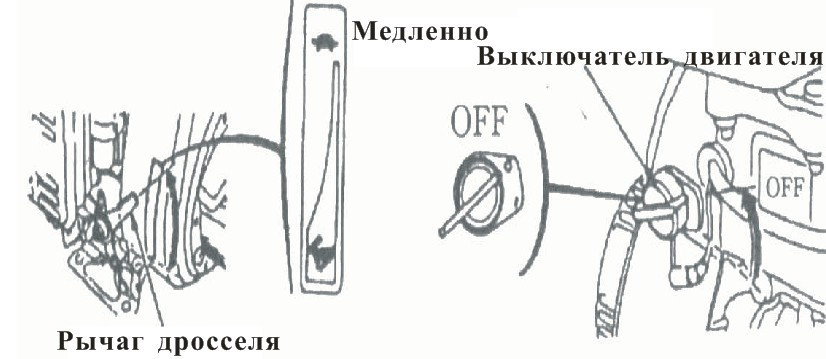 Медленно
Выключатель двигателя
OFF
OFF
Рычаг дросселя